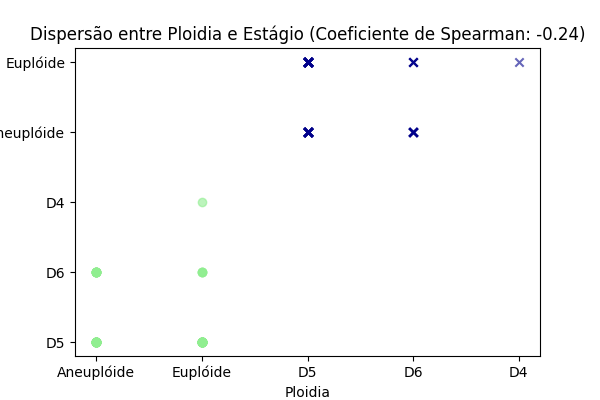 Dispersão entre Ploidia e Estágio (Coeficiente de Spearman: -0.24)
Euplóide
neuplóide
D4
D6
D5
Aneuplóide Euplóide D5 D6 D4
Ploidia